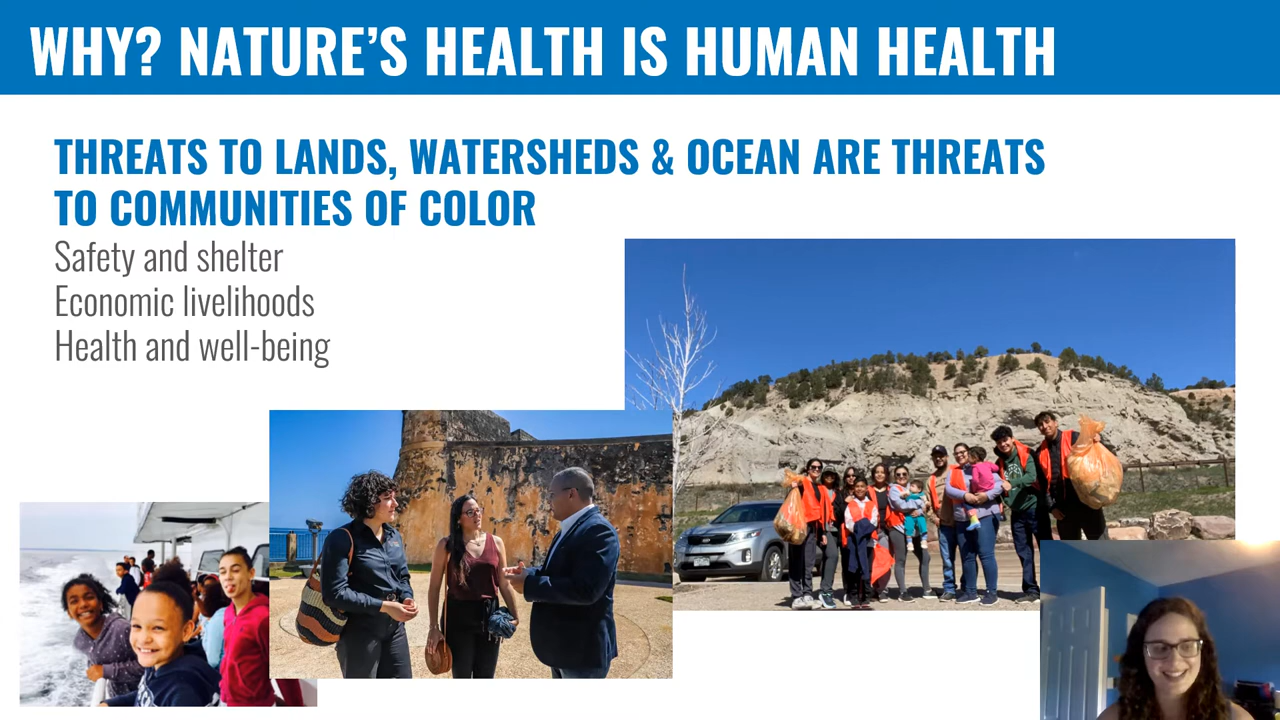 WHY? NATURE’S HEALTH IS HUMAN HEALTH
THREATS TO LANDS, WATERSHEDS & OCEAN ARE THREATS
TO COMMUNITIES OF COLOR
Safety and shelter
Economic livelihoods
Health and well-being